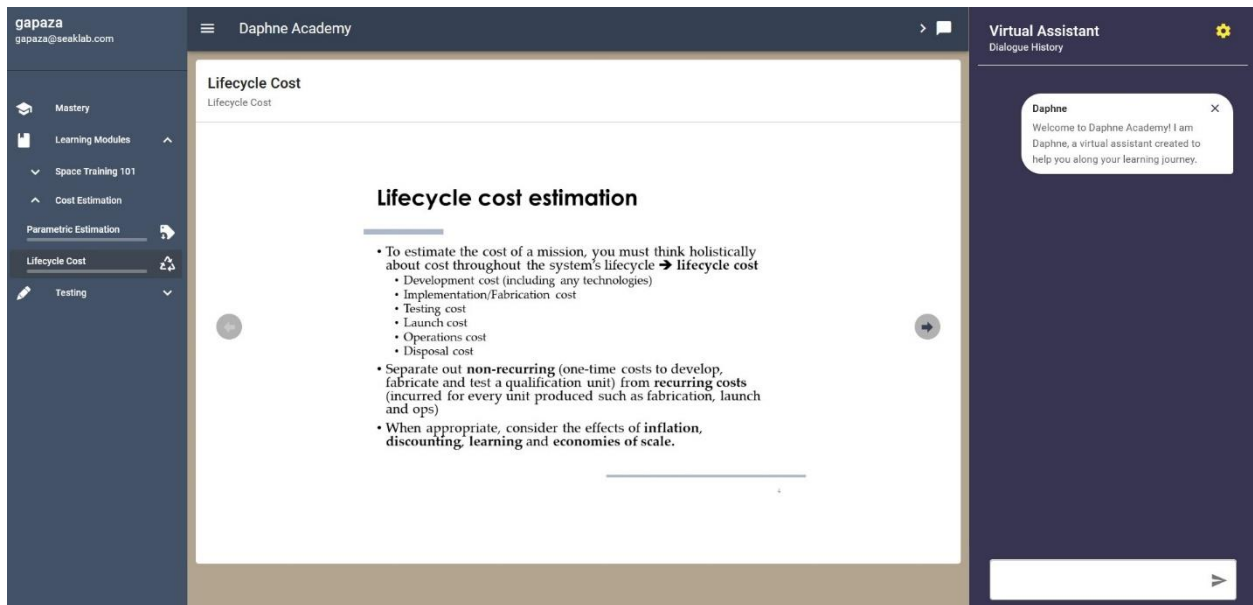 gapaza
gapaza@seaklab.com
Mastery
Learning Modules
Space Training 101
Cost Estimation
Parametric Estimation
Lifecycle Cost
Testing
Daphne Academy
Lifecycle Cost
Lifecycle Cost
Lifecycle cost estimation
• To estimate the cost of a mission, you must think holistically
about cost throughout the system's lifecycle ➔ lifecycle cost
• Development cost (including any technologies)
• Implementation/Fabrication cost
• Testing cost
• Launch cost
• Operations cost
• Disposal cost
• Separate out non-recurring (one-time costs to develop,
fabricate and test a qualification unit) from recurring costs
(incurred for every unit produced such as fabrication, launch
and ops)
• When appropriate, consider the effects of inflation,
discounting, learning and economies of scale.
Virtual Assistant
Dialogue History
Daphne
Welcome to Daphne Academy! I am
Daphne, a virtual assistant created to
help you along your learning journey.